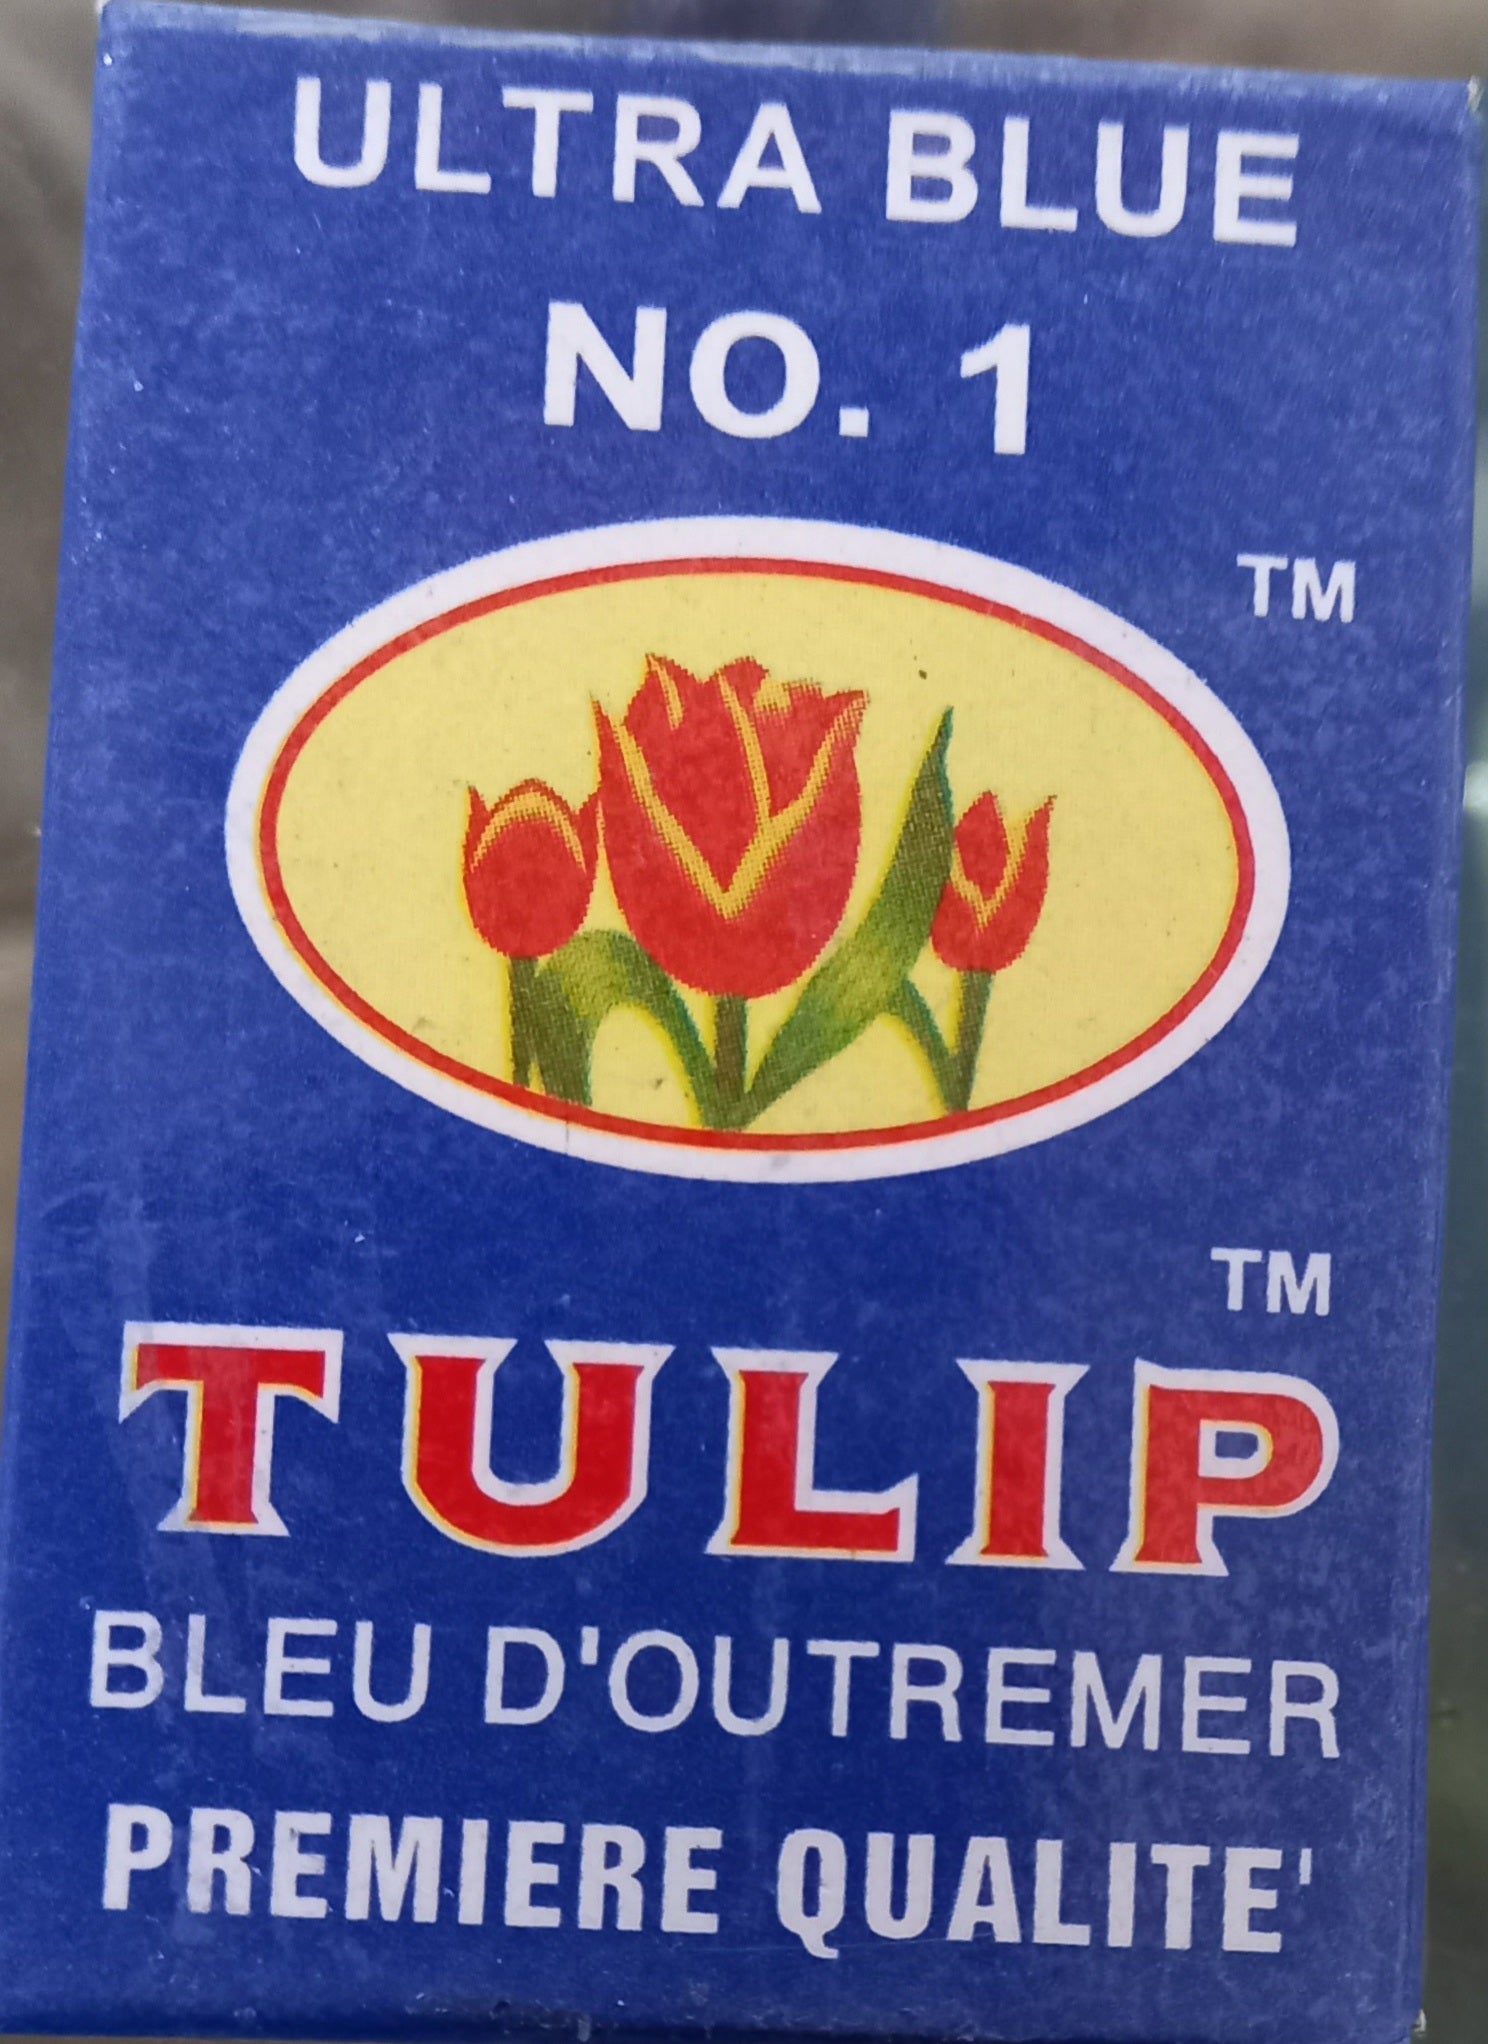 ULTRA BLUE
NO. 1
TM
TM
TULIP
BLEU D'OUTREMER
PREMIERE QUALITE'